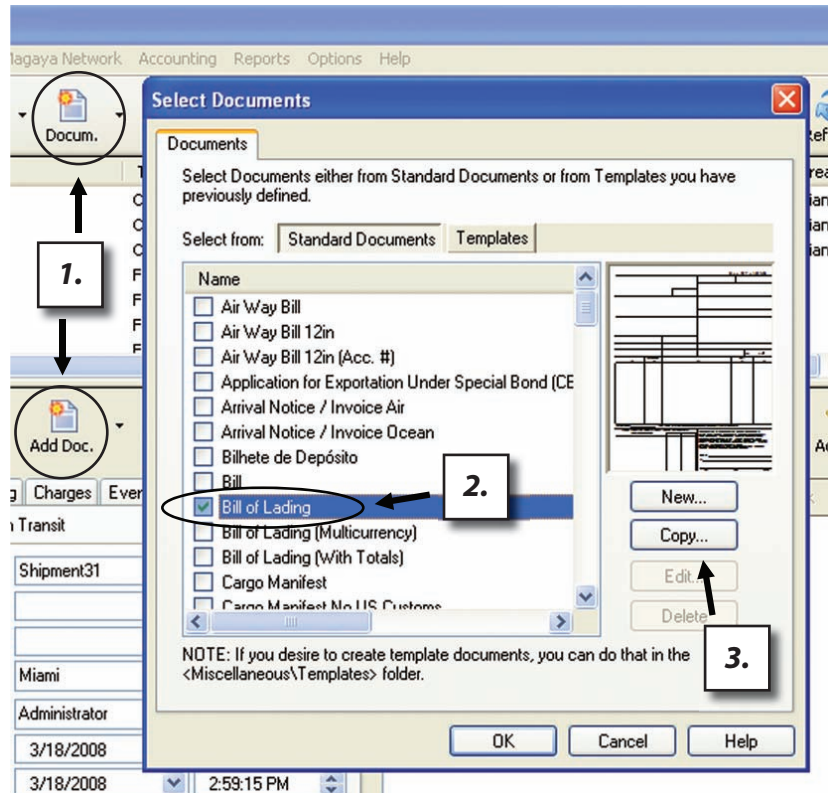 lagaya Network Accounting Reports Options Help
Docum.
Select Documents
Documents
Select Documents either from Standard Documents or from Templates you have
previously defined.
Select from: Standard Documents Templates
1.
Name
Air Way Bill
Air Way Bill 12in
Air Way Bill 12in (Acc. #)
Application for Exportation Under Special Bond (CE
Arrival Notice / Invoice Air
Arrival Notice / Invoice Ocean
Bilhete de Depósito
Bill
Bill of Lading
Bill of Lading (Multicurrency)
Bill of Lading (With Totals)
Cargo Manifest
Cargo Manifest No US Customs
2.
New...
Copy...
Edit...
Delete
3.
NOTE: If you desire to create template documents, you can do that in the
<Miscellaneous\Templates> folder.
OK Cancel Help
Add Doc.
Charges Ever
n Transit
Shipment31
Miami
Administrator
3/18/2008
3/18/2008 2:59:15 PM